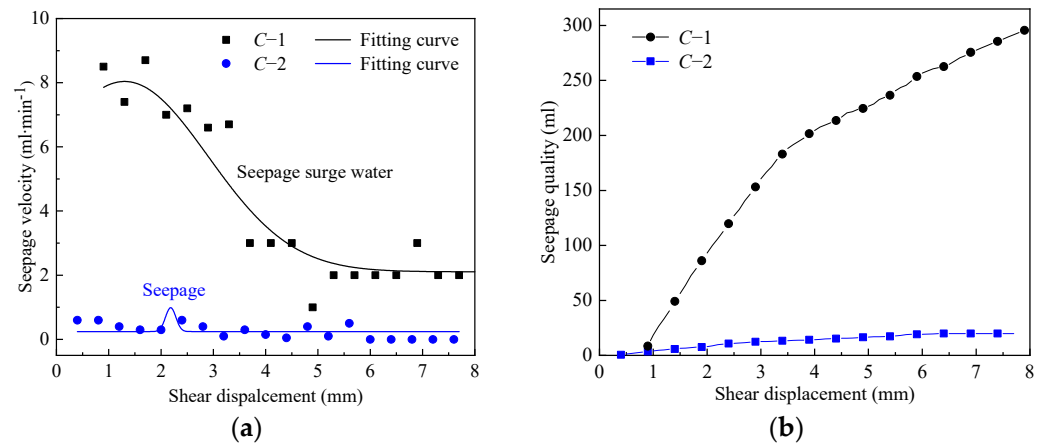 10
8
6
4
2
0
Seepage velocity (ml·min⁻¹)
C−1
Fitting curve
C−2
Fitting curve
Seepage surge water
Seepage
0 1 2 3 4 5 6 7 8
Shear dispalcement (mm)
(a)
300
250
200
150
100
50
0
Seepage quality (ml)
C−1
C−2
0 1 2 3 4 5 6 7 8
Shear displacement (mm)
(b)